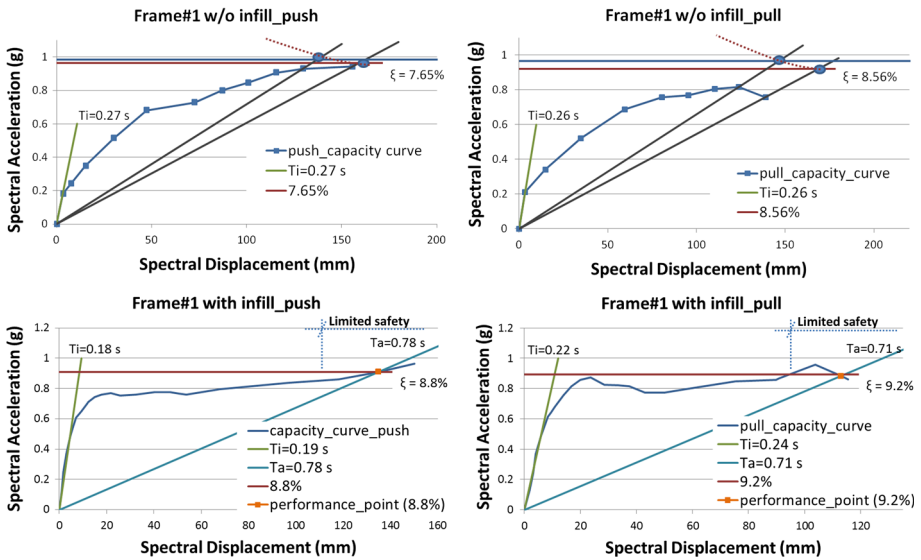 Frame#1 w/o infill_push
Spectral Acceleration (g)
1.2
1
0.8
0.6
0.4
0.2
0
Ti=0.27 s
ξ = 7.65%
push_capacity curve
Ti=0.27 s
7.65%
0 50 100 150 200
Spectral Displacement (mm)
Frame#1 w/o infill_pull
Spectral Acceleration (g)
1.2
1
0.8
0.6
0.4
0.2
0
Ti=0.26 s
ξ = 8.56%
pull_capacity_curve
Ti=0.26 s
8.56%
0 50 100 150 200
Spectral Displacement (mm)
Frame#1 with infill_push
Spectral Acceleration (g)
1.2
1
0.8
0.6
0.4
0.2
0
Limited safety
Ti=0.18 s
Ta=0.78 s
ξ = 8.8%
capacity_curve_push
Ti=0.19 s
Ta=0.78 s
8.8%
performance_point (8.8%)
0 20 40 60 80 100 120 140 160
Spectral Displacement (mm)
Frame#1 with infill_pull
Spectral Acceleration (g)
1.2
1
0.8
0.6
0.4
0.2
0
Limited safety
Ti=0.22 s
Ta=0.71 s
ξ = 9.2%
pull_capacity_curve
Ti=0.24 s
Ta=0.71 s
9.2%
performance_point (9.2%)
0 20 40 60 80 100 120
Spectral Displacement (mm)